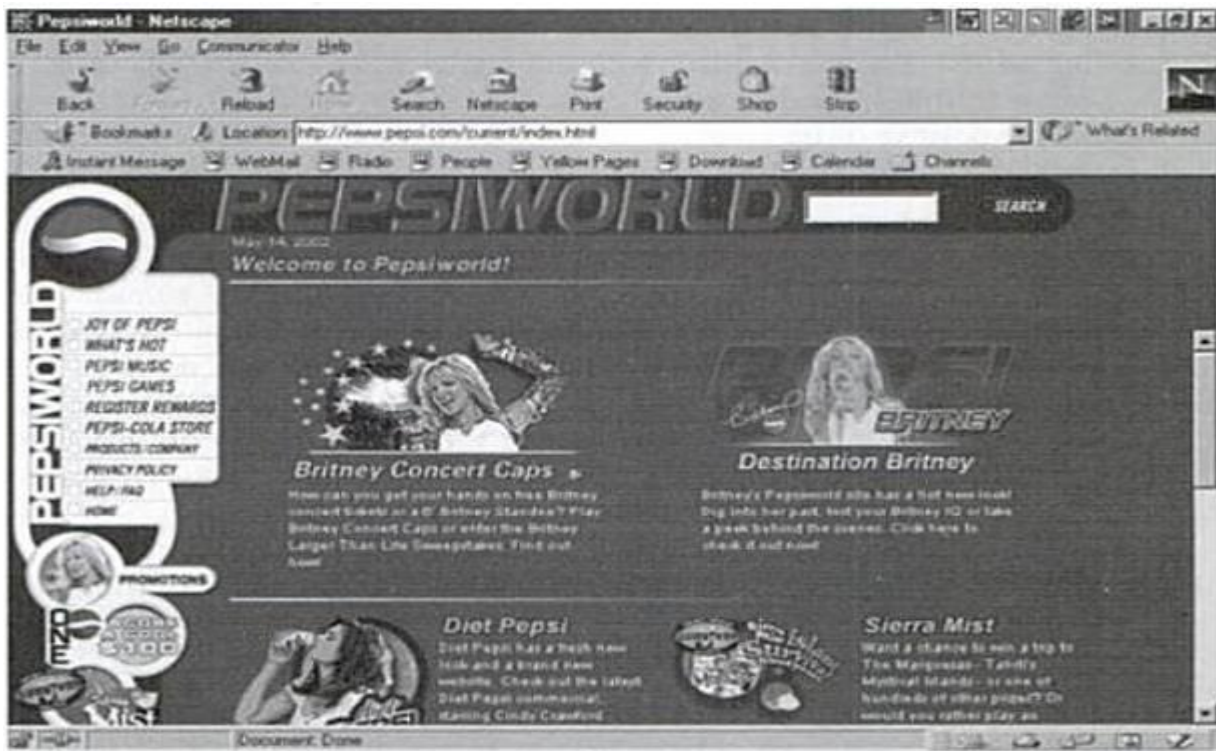 Pepsiworld - Netscape
File Edit View Go Communicator Help
Back Forward Reload Home Search Netscape Print Security Shop Stop
N
Bookmarks Location: http://www.pepsi.com/current/index.html What's Related
Instant Message WebMail Radio People Yellow Pages Download Calendar Channels
PEPSIWORLD SEARCH
May 14, 2002
Welcome to Pepsiworld!
PEPSIWORLD
JOY OF PEPSI
WHAT'S HOT
PEPSI MUSIC
PEPSI GAMES
REGISTER REWARDS
PEPSI-COLA STORE
PRODUCTS/COMPANY
PRIVACY POLICY
HELP/FAQ
HOME
PROMOTIONS
ONE
Mist
BRITNEY
Britney Concert Caps
How can you get your hands on free Britney
concert tickets or a 6' Britney Standee? Play
Britney Concert Caps or enter the Britney
Larger Than Life Sweepstakes. Find out
how!
Destination Britney
Britney's Pepsiworld site has a hot new look!
Dig into her past, test your Britney IQ or take
a peek behind the scenes. Click here to
check it out now!
Diet Pepsi
Diet Pepsi has a fresh new
look and a brand new
website. Check out the latest
Diet Pepsi commercial,
starring Cindy Crawford
Sierra Mist
Want a chance to win a trip to
The Marquesas - Tahiti's
Mythical Islands - or one of
hundreds of other prizes? Or
would you rather play an
Document: Done